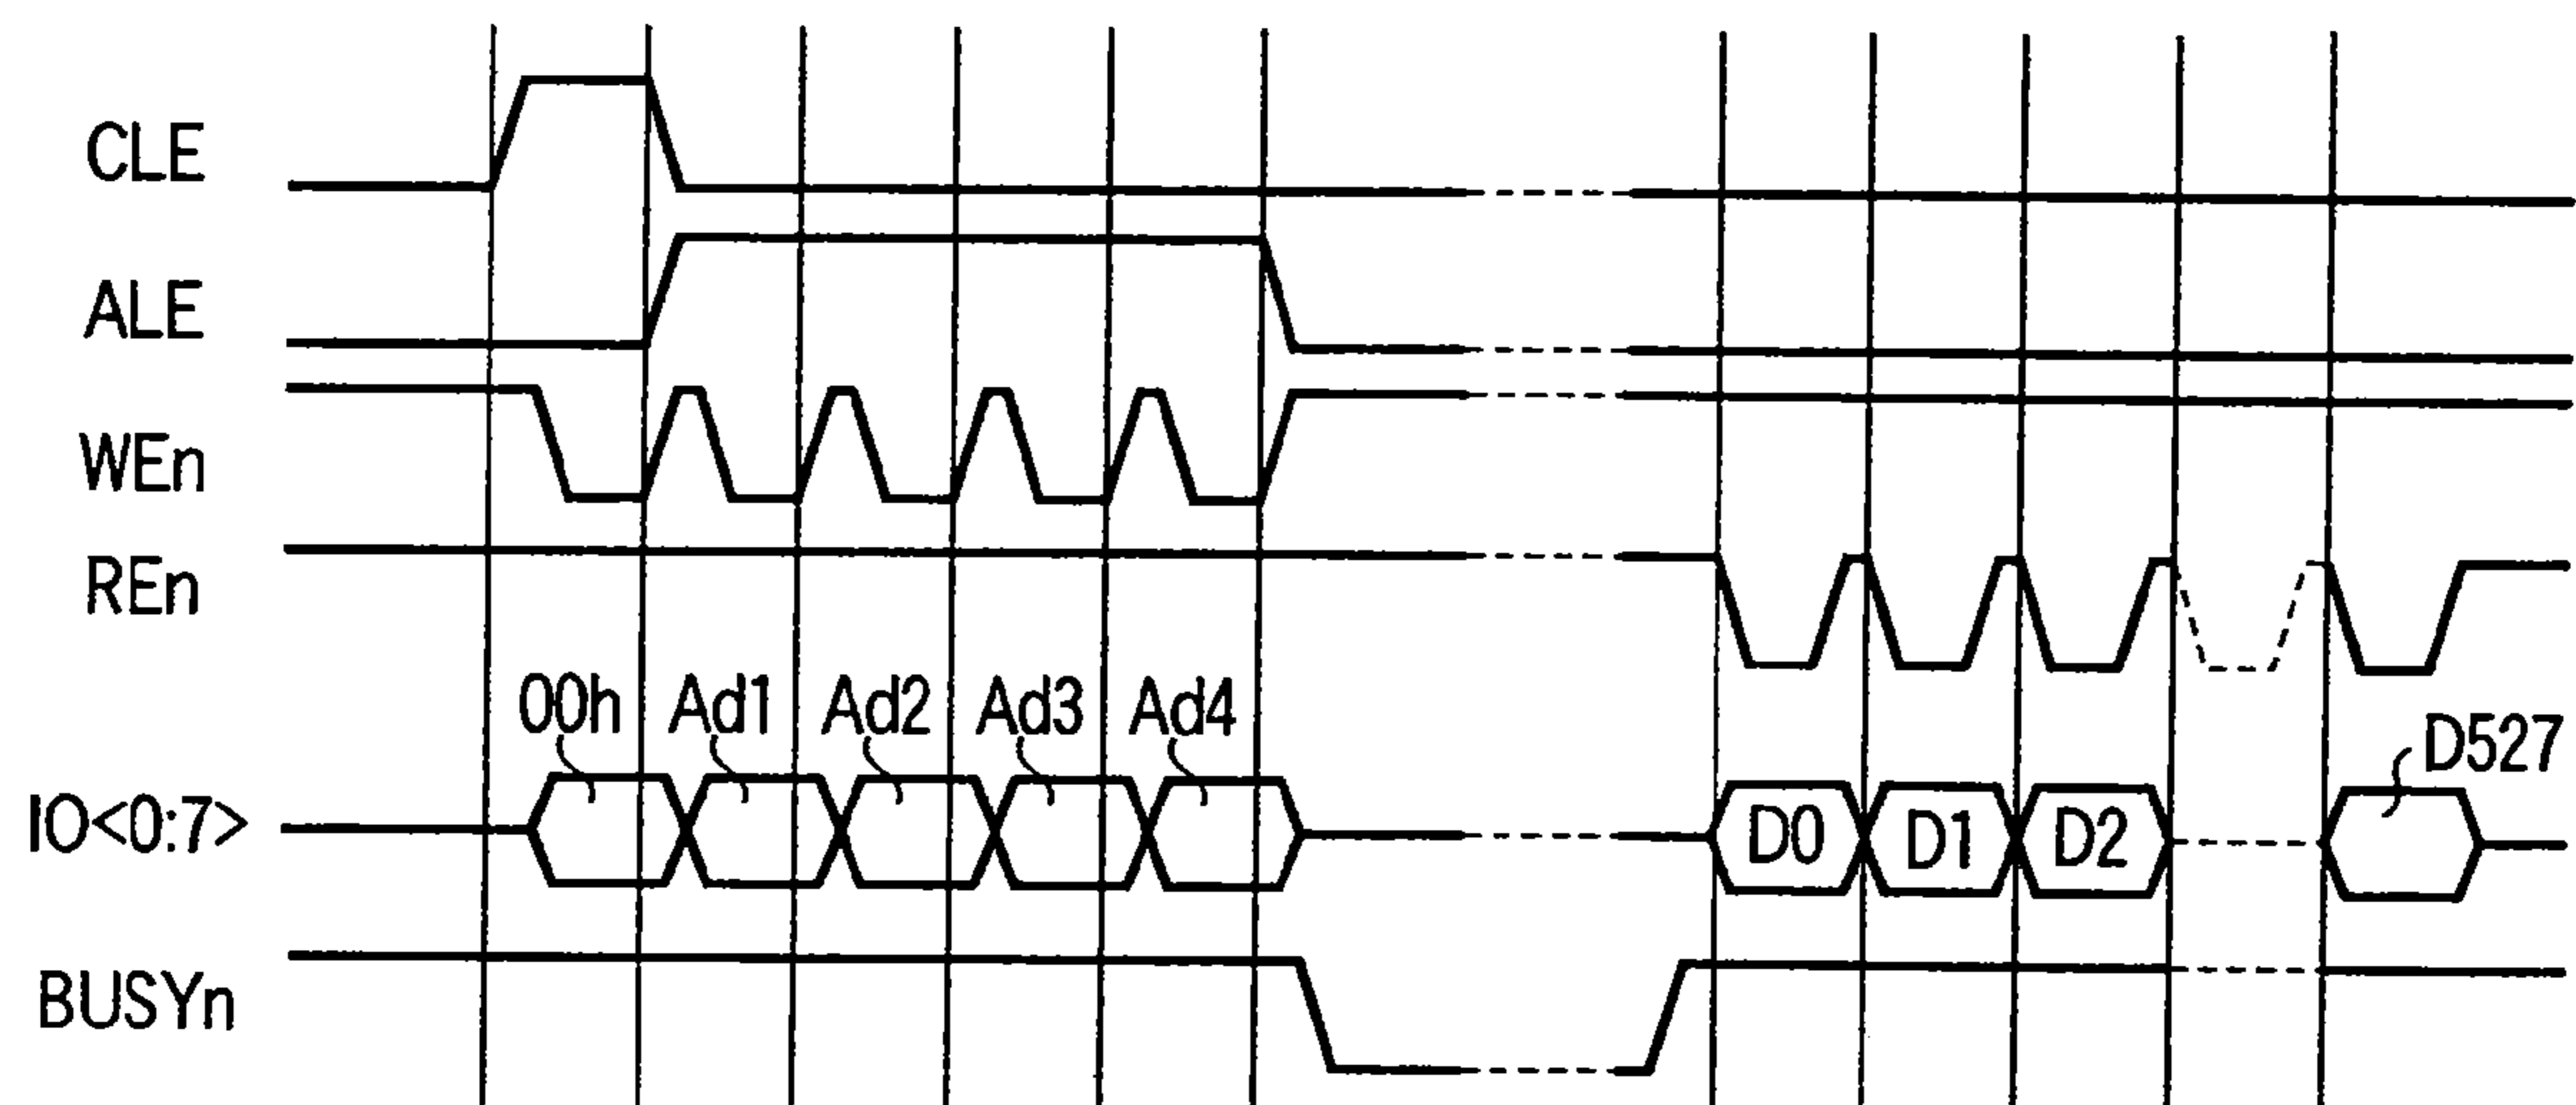 CLE
ALE
WEn
REn
00h Ad1 Ad2 Ad3 Ad4
D527
IO<0:7> D0 D1 D2
BUSYn